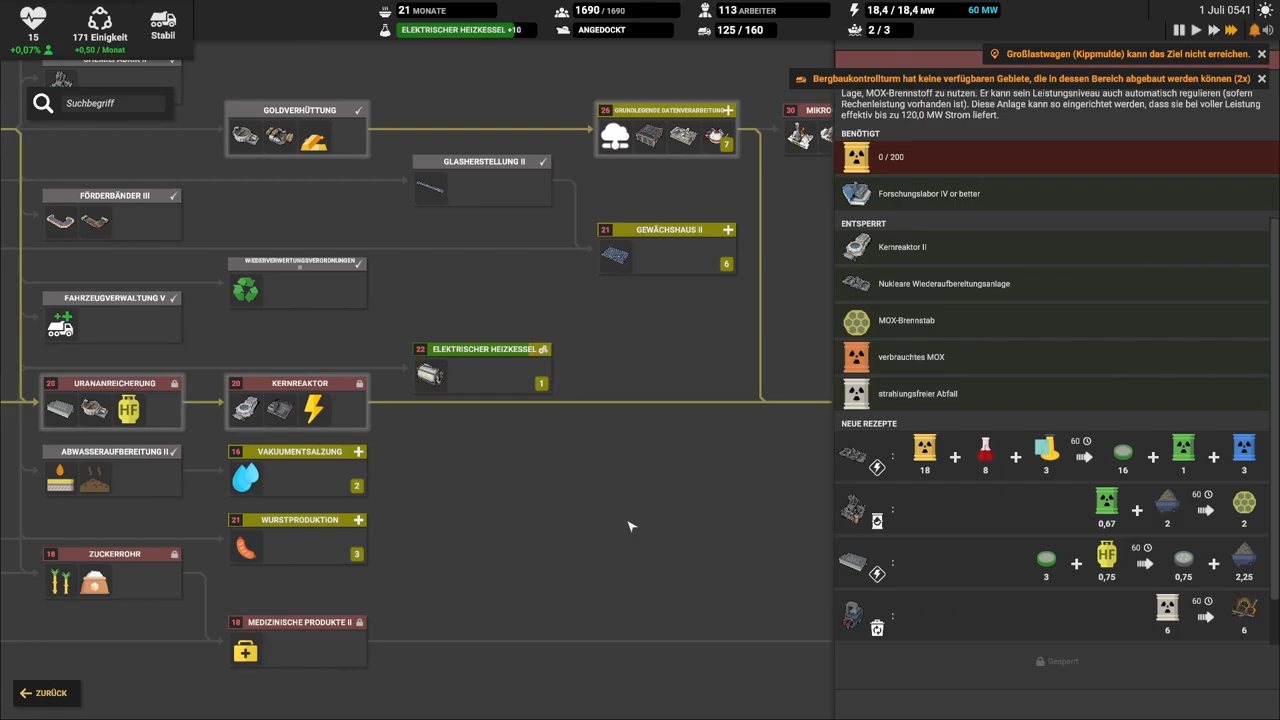 21 MONATE
1690 / 1690
113 ARBEITER
18,4 / 18,4 MW
60 MW
1 Juli 0541
15
171 Einigkeit
Stabil
+0,07%
+0,50 / Monat
ELEKTRISCHER HEIZKESSEL +10
ANGEDOCKT
125 / 160
2 / 3
Großlastwagen (Kippmulde) kann das Ziel nicht erreichen.
Bergbaukontrollturm hat keine verfügbaren Gebiete, die in dessen Bereich abgebaut werden können (2x)
Suchbegriff
GOLDVERHÜTTUNG
26 GRUNDLEGENDE DATENVERARBEITUNG
7
30 MIKRO
GLASHERSTELLUNG II
FÖRDERBÄNDER III
21 GEWÄCHSHAUS II
6
WIEDERVERWERTUNGSVERORDNUNGEN
II
FAHRZEUGVERWALTUNG V
22 ELEKTRISCHER HEIZKESSEL
1
20 URANANREICHERUNG
HF
20 KERNREAKTOR
ABWASSERAUFBEREITUNG II
16 VAKUUMENTSALZUNG
2
21 WURSTPRODUKTION
3
18 ZUCKERROHR
18 MEDIZINISCHE PRODUKTE II
ZURÜCK
Lage, MOX-Brennstoff zu nutzen. Er kann sein Leistungsniveau auch automatisch regulieren (sofern
Rechenleistung vorhanden ist). Diese Anlage kann so eingerichtet werden, dass sie bei voller Leistung
effektiv bis zu 120,0 MW Strom liefert.
BENÖTIGT
0 / 200
Forschungslabor IV or better
ENTSPERRT
Kernreaktor II
Nukleare Wiederaufbereitungsanlage
MOX-Brennstab
verbrauchtes MOX
strahlungsfreier Abfall
NEUE REZEPTE
: 18 + 8 + 3 60 16 + 1 + 3
: 0,67 + 2 60 2
: 3 + HF 0,75 60 0,75 + 2,25
: 6 60 6
Gesperrt